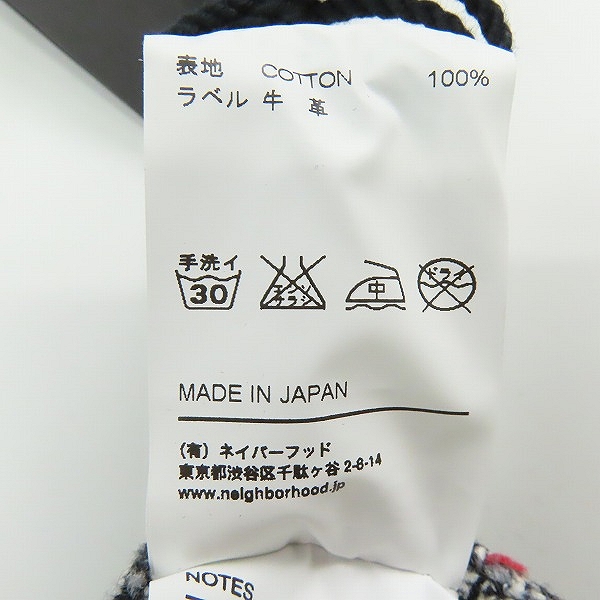 表地 COTTON 100%
ラベル 牛 革
手洗イ
30 エンソサラシ 中 ドライ
MADE IN JAPAN
(有) ネイバーフッド
東京都渋谷区千駄ヶ谷 2-8-14
www.neighborhood.jp
NOTES